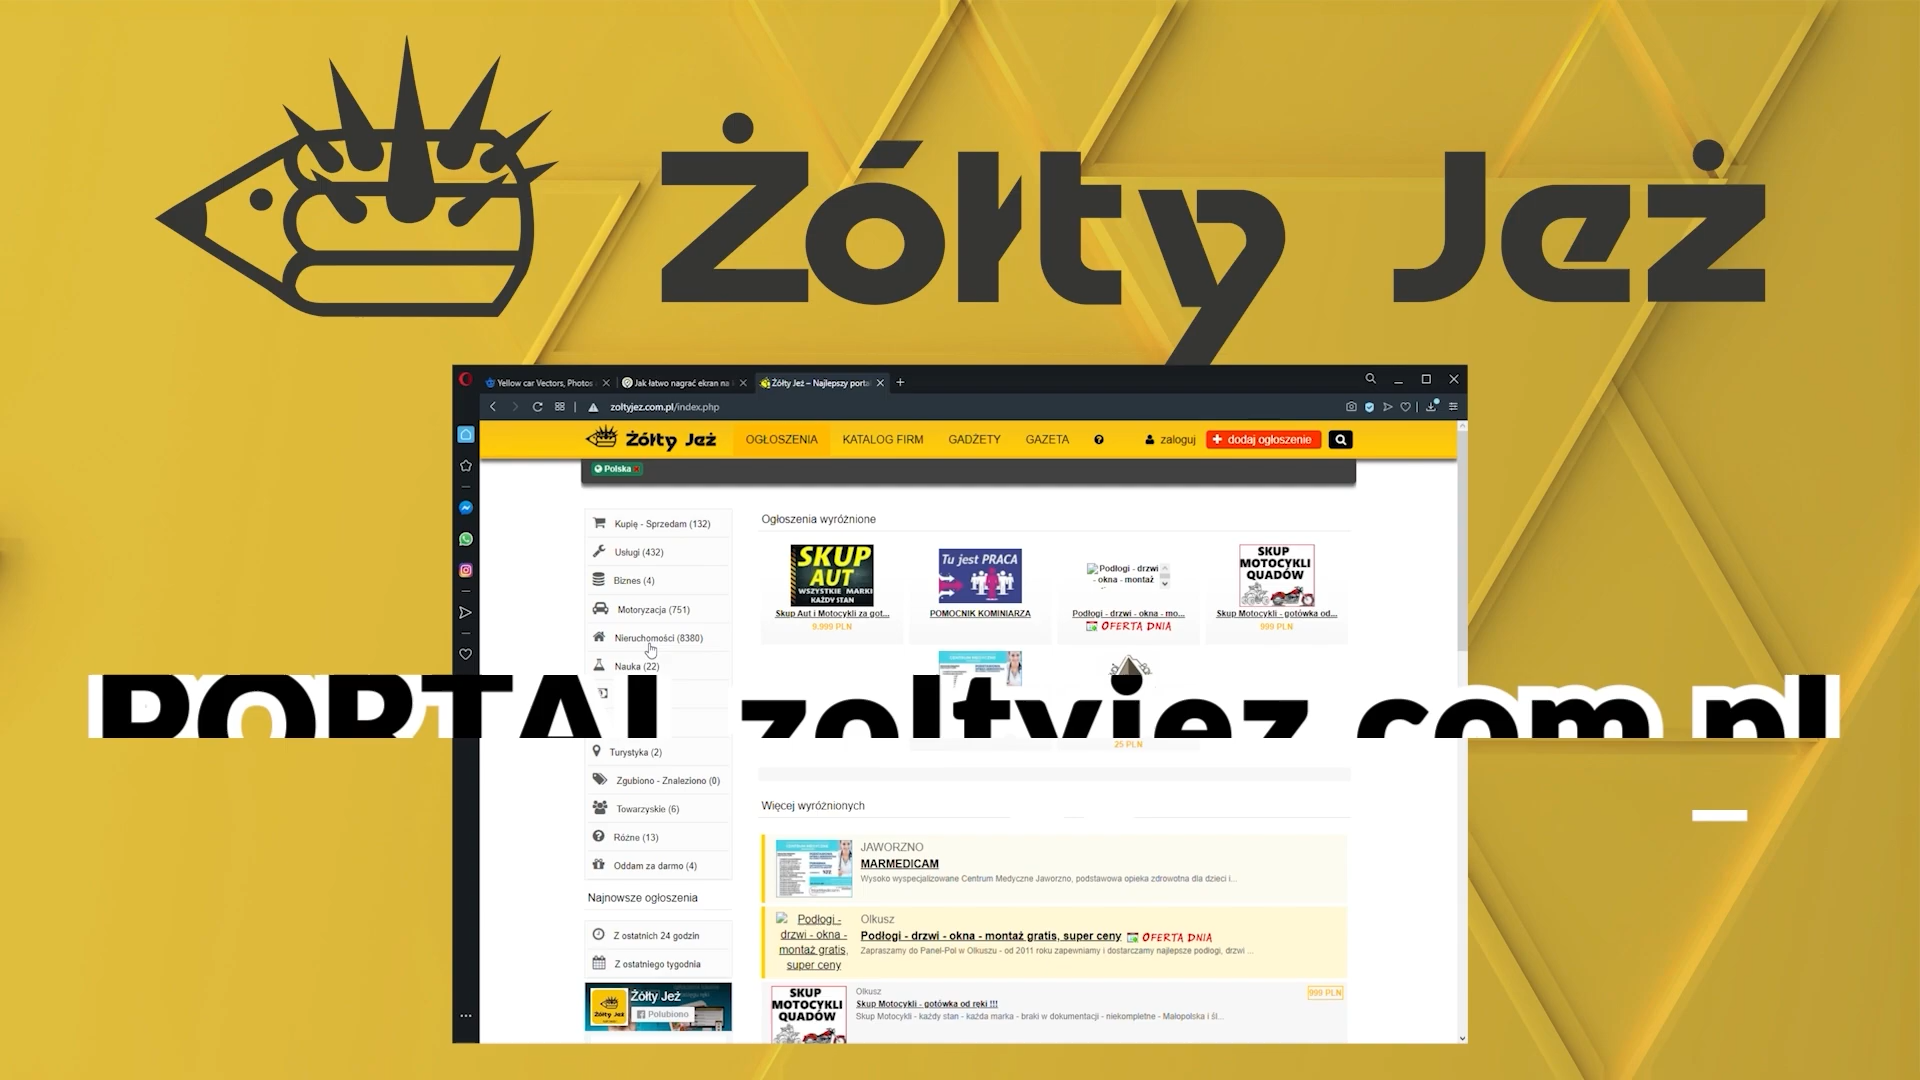 Żółty Jeż
Yellow car Vectors, Photos
Jak łatwo nagrać ekran na
Żółty Jeż – Najlepszy porta
zoltyjez.com.pl/index.php
Żółty Jeż
OGŁOSZENIA
KATALOG FIRM
GADŻETY
GAZETA
zaloguj
dodaj ogłoszenie
Polska
Kupię - Sprzedam (132)
Usługi (432)
Biznes (4)
Motoryzacja (751)
Nieruchomości (8380)
Nauka (22)
Ogłoszenia wyróżnione
SKUP
AUT
WSZYSTKIE MARKI
KAŻDY STAN
Skup Aut i Motocykli za got...
9.999 PLN
Tu jest PRACA
POMOCNIK KOMINIARZA
Podłogi - drzwi
- okna - montaż
Podłogi - drzwi - okna - mo...
OFERTA DNIA
SKUP
MOTOCYKLI
QUADÓW
Skup Motocykli - gotówka od...
999 PLN
PORTAL zoltyjez.com.pl
25 PLN
Turystyka (2)
Zgubiono - Znaleziono (0)
Towarzyskie (6)
Różne (13)
Oddam za darmo (4)
Najnowsze ogłoszenia
Z ostatnich 24 godzin
Z ostatniego tygodnia
Żółty Jeż
Żółty Jeż
Polubiono
Więcej wyróżnionych
JAWORZNO
MARMEDICAM
Wysoko wyspecjalizowane Centrum Medyczne Jaworzno, podstawowa opieka zdrowotna dla dzieci i...
Podłogi -
drzwi - okna -
montaż gratis,
super ceny
Olkusz
Podłogi - drzwi - okna - montaż gratis, super ceny OFERTA DNIA
Zapraszamy do Panel-Pol w Olkuszu - od 2011 roku zapewniamy i dostarczamy najlepsze podłogi, drzwi ...
SKUP
MOTOCYKLI
QUADÓW
Olkusz
999 PLN
Skup Motocykli - gotówka od ręki !!!
Skup Motocykli - każdy stan - każda marka - braki w dokumentacji - niekompletne - Małopolska i śl...